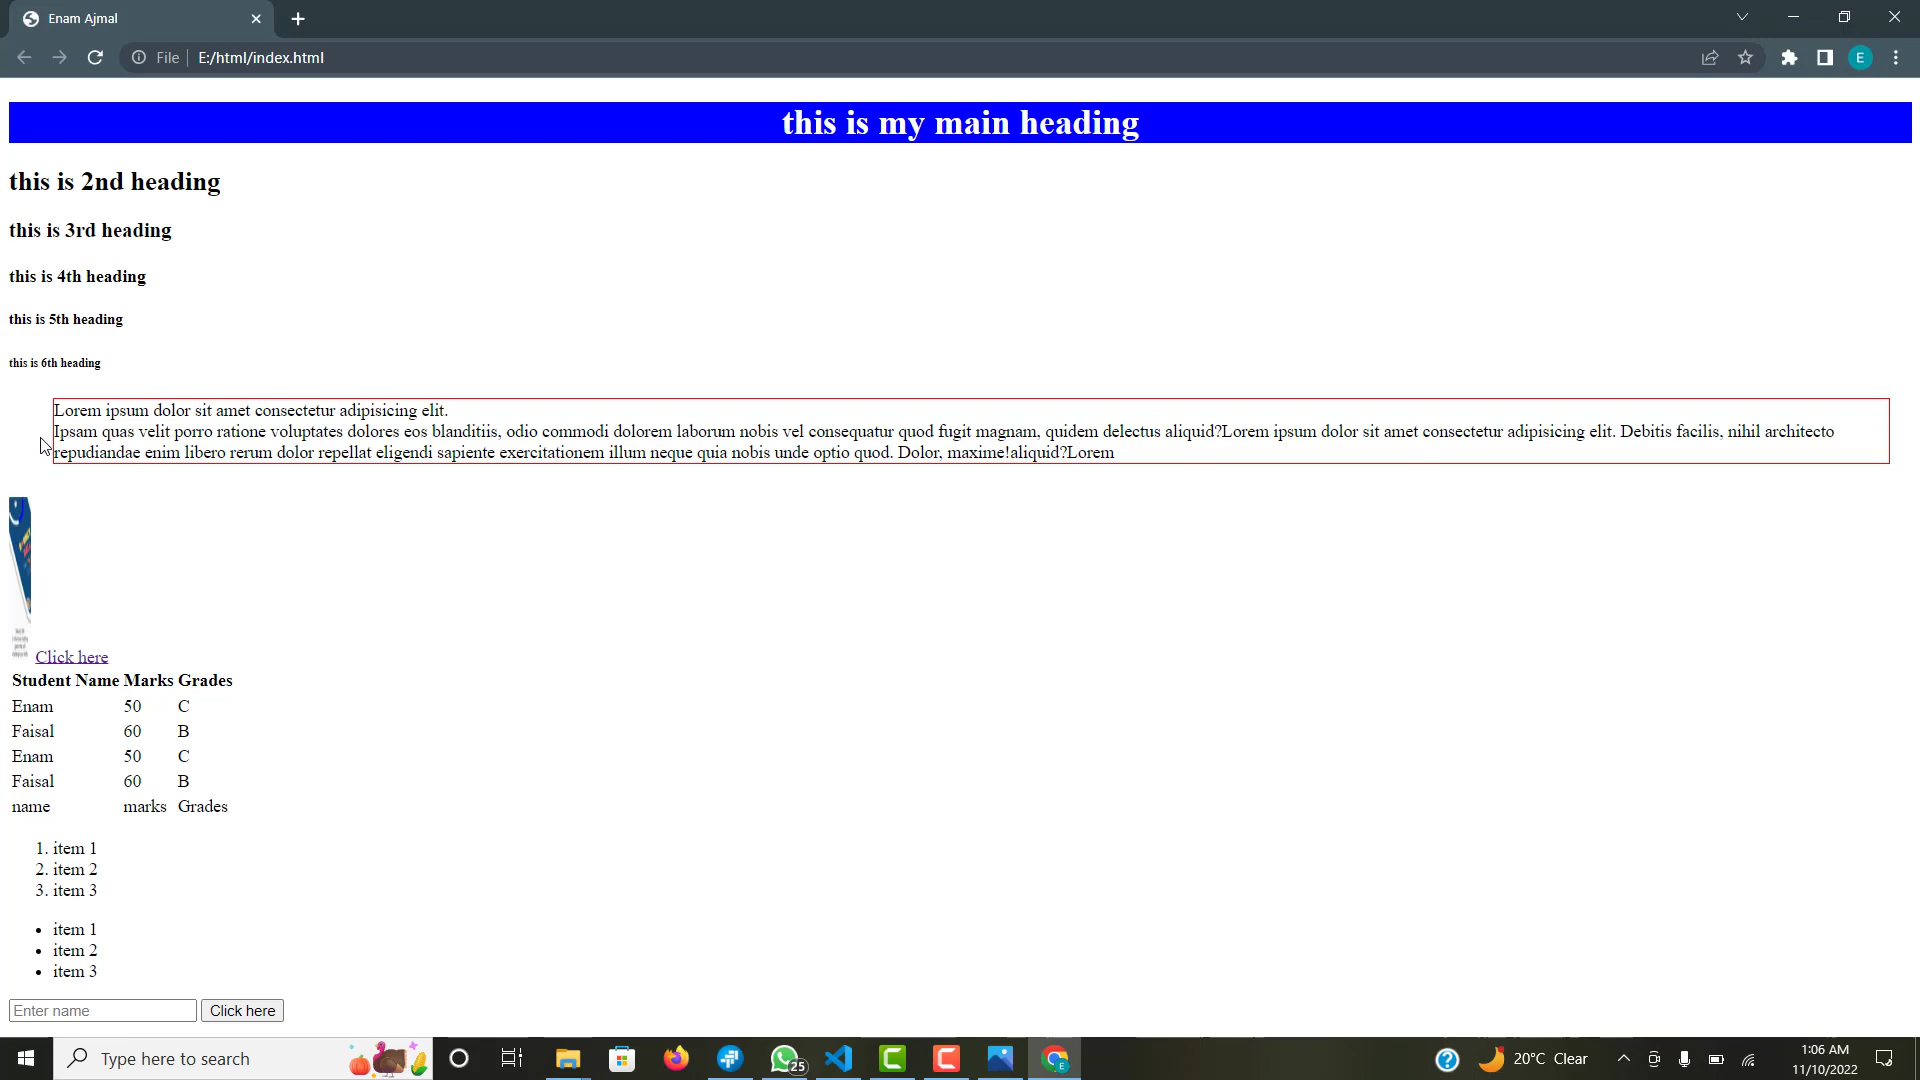 Enam Ajmal
File
E:/html/index.html
E
this is my main heading
this is 2nd heading
this is 3rd heading
this is 4th heading
this is 5th heading
this is 6th heading
Lorem ipsum dolor sit amet consectetur adipisicing elit.
Ipsam quas velit porro ratione voluptates dolores eos blanditiis, odio commodi dolorem laborum nobis vel consequatur quod fugit magnam, quidem delectus aliquid?Lorem ipsum dolor sit amet consectetur adipisicing elit. Debitis facilis, nihil architecto
repudiandae enim libero rerum dolor repellat eligendi sapiente exercitationem illum neque quia nobis unde optio quod. Dolor, maxime!aliquid?Lorem
Click here
Student Name Marks Grades
Enam 50 C
Faisal 60 B
Enam 50 C
Faisal 60 B
name marks Grades
1. item 1
2. item 2
3. item 3
• item 1
• item 2
• item 3
Enter name Click here
Type here to search
25
E
20°C Clear
1:06 AM
11/10/2022